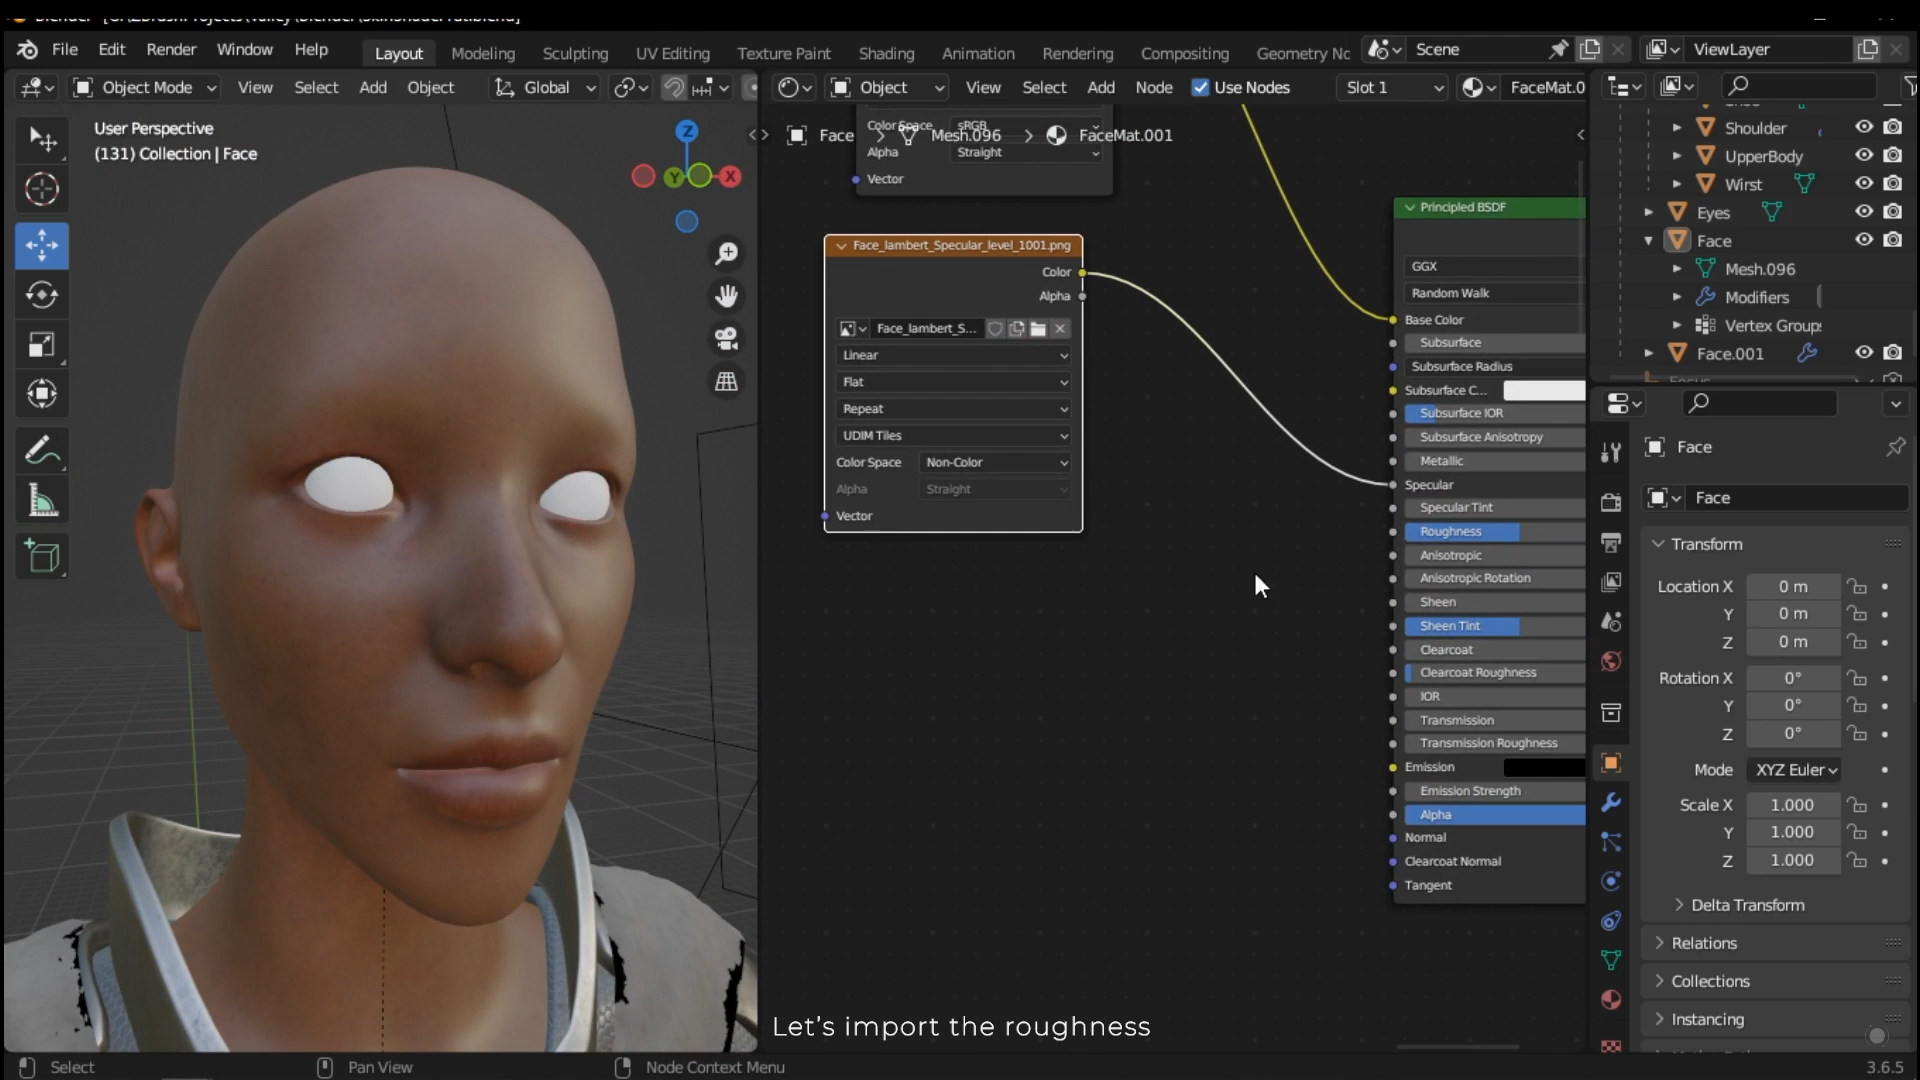 File Edit Render Window Help Layout Modeling Sculpting UV Editing Texture Paint Shading Animation Rendering Compositing Geometry Nc Scene ViewLayer
Object Mode View Select Add Object Global Object View Select Add Node Use Nodes Slot 1 FaceMat.0
User Perspective
(131) Collection | Face
Z
Y
X
Color Space sRGB
Face > Mesh.096 > FaceMat.001
Alpha Straight
Vector
Face_lambert_Specular_level_1001.png
Color
Alpha
Face_lambert_S...
Linear
Flat
Repeat
UDIM Tiles
Color Space Non-Color
Alpha Straight
Vector
Principled BSDF
GGX
Random Walk
Base Color
Subsurface
Subsurface Radius
Subsurface C...
Subsurface IOR
Subsurface Anisotropy
Metallic
Specular
Specular Tint
Roughness
Anisotropic
Anisotropic Rotation
Sheen
Sheen Tint
Clearcoat
Clearcoat Roughness
IOR
Transmission
Transmission Roughness
Emission
Emission Strength
Alpha
Normal
Clearcoat Normal
Tangent
Shoulder
UpperBody
Wirst
Eyes
Face
Mesh.096
Modifiers
Vertex Group
Face.001
Face
Face
Transform
Location X 0 m
Y 0 m
Z 0 m
Rotation X 0°
Y 0°
Z 0°
Mode XYZ Euler
Scale X 1.000
Y 1.000
Z 1.000
Delta Transform
Relations
Collections
Instancing
Let's import the roughness
Select Pan View Node Context Menu 3.6.5